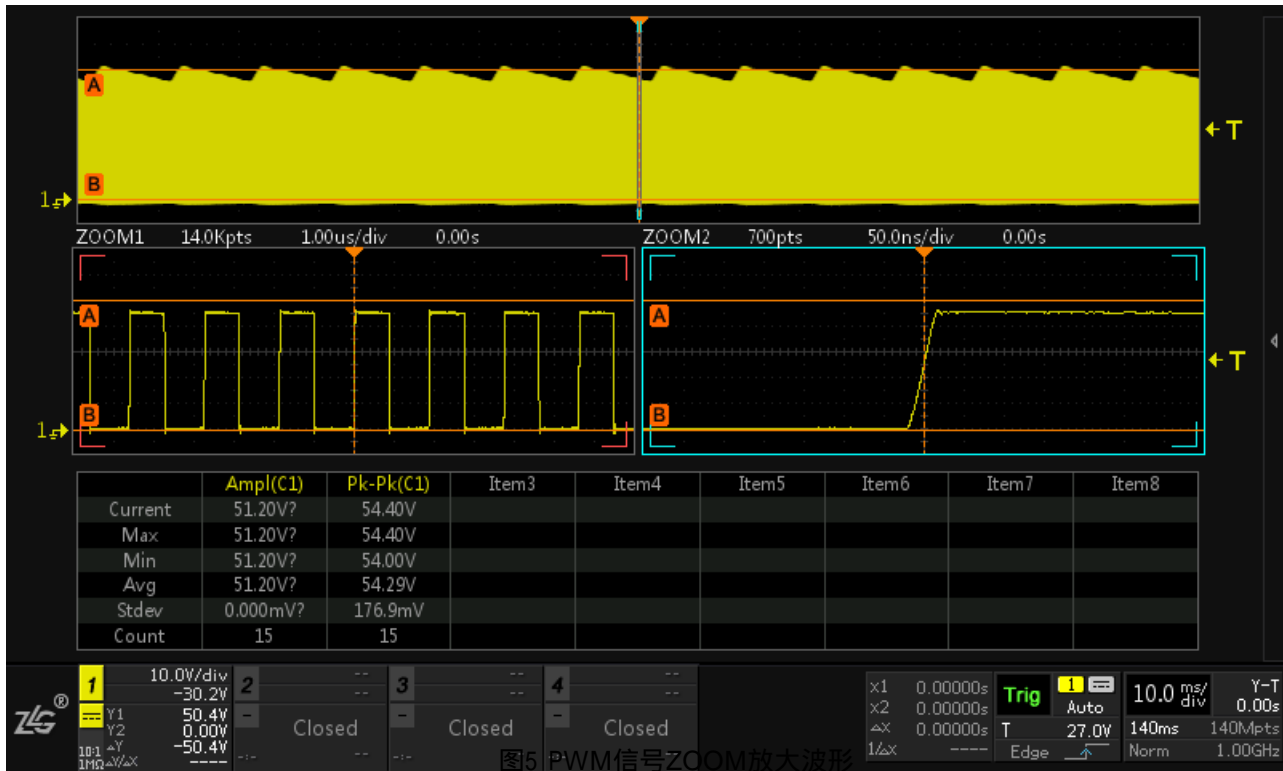 A
B
1
T
ZOOM1 14.0Kpts 1.00us/div 0.00s
ZOOM2 700pts 50.0ns/div 0.00s
A
B
1
A
B
T
Ampl(C1) Pk-Pk(C1) Item3 Item4 Item5 Item6 Item7 Item8
Current 51.20V? 54.40V
Max 51.20V? 54.40V
Min 51.20V? 54.00V
Avg 51.20V? 54.29V
Stdev 0.000mV? 176.9mV
Count 15 15
ZLG®
1 10.0V/div
-30.2V
Y1 50.4V
Y2 0.00V
10:1 △Y -50.4V
1MΩ △Y/△X ----
2 --
--
- Closed
--:- --
3 --
--
- Closed
--:- --
4 --
--
- Closed
x1 0.00000s
x2 0.00000s
△X 0.00000s
1/△x ----
Trig 1 Auto
T 27.0V
Edge
10.0 ms/div Y-T
0.00s
140ms 140Mpts
Norm 1.00GHz
图5 PWM信号ZOOM放大波形